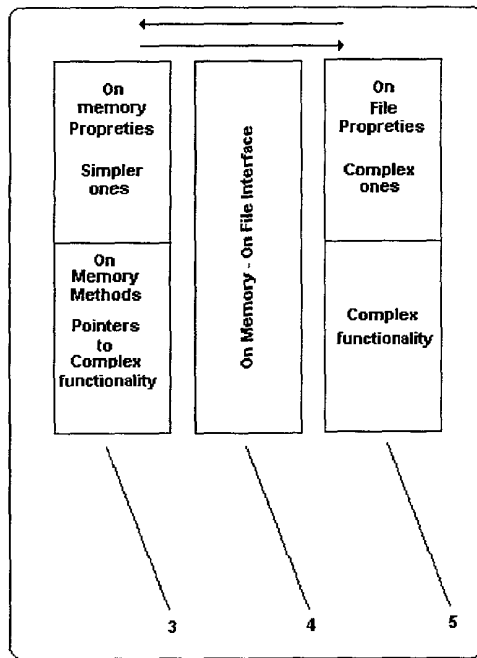 On
memory
Propreties
Simpler
ones
On
Memory
Methods
Pointers
to
Complex
functionality
On Memory - On File Interface
On
File
Propreties
Complex
ones
Complex
functionality
3
4
5